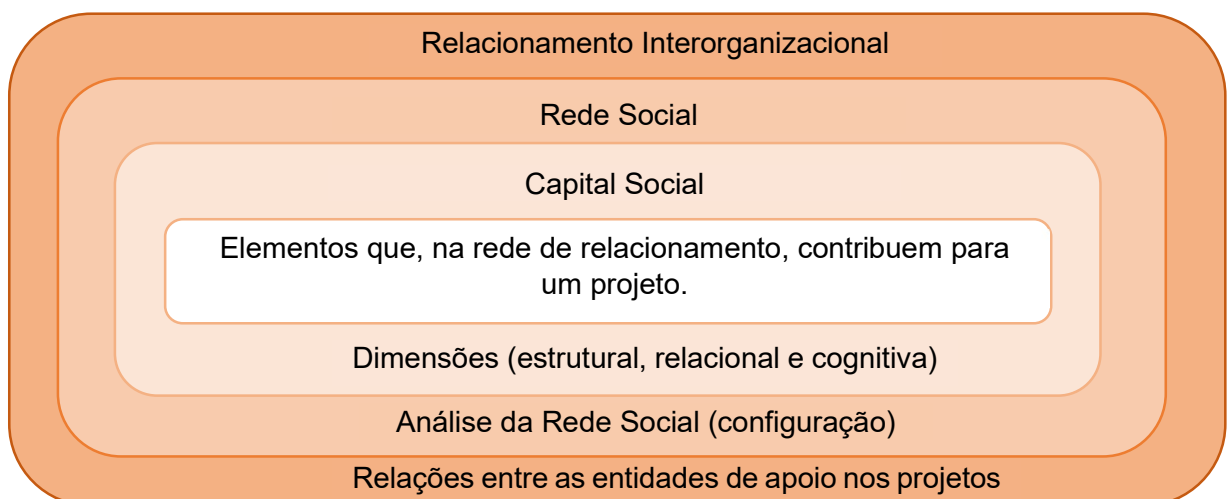 Relacionamento Interorganizacional
Rede Social
Capital Social
Elementos que, na rede de relacionamento, contribuem para
um projeto.
Dimensões (estrutural, relacional e cognitiva)
Análise da Rede Social (configuração)
Relações entre as entidades de apoio nos projetos